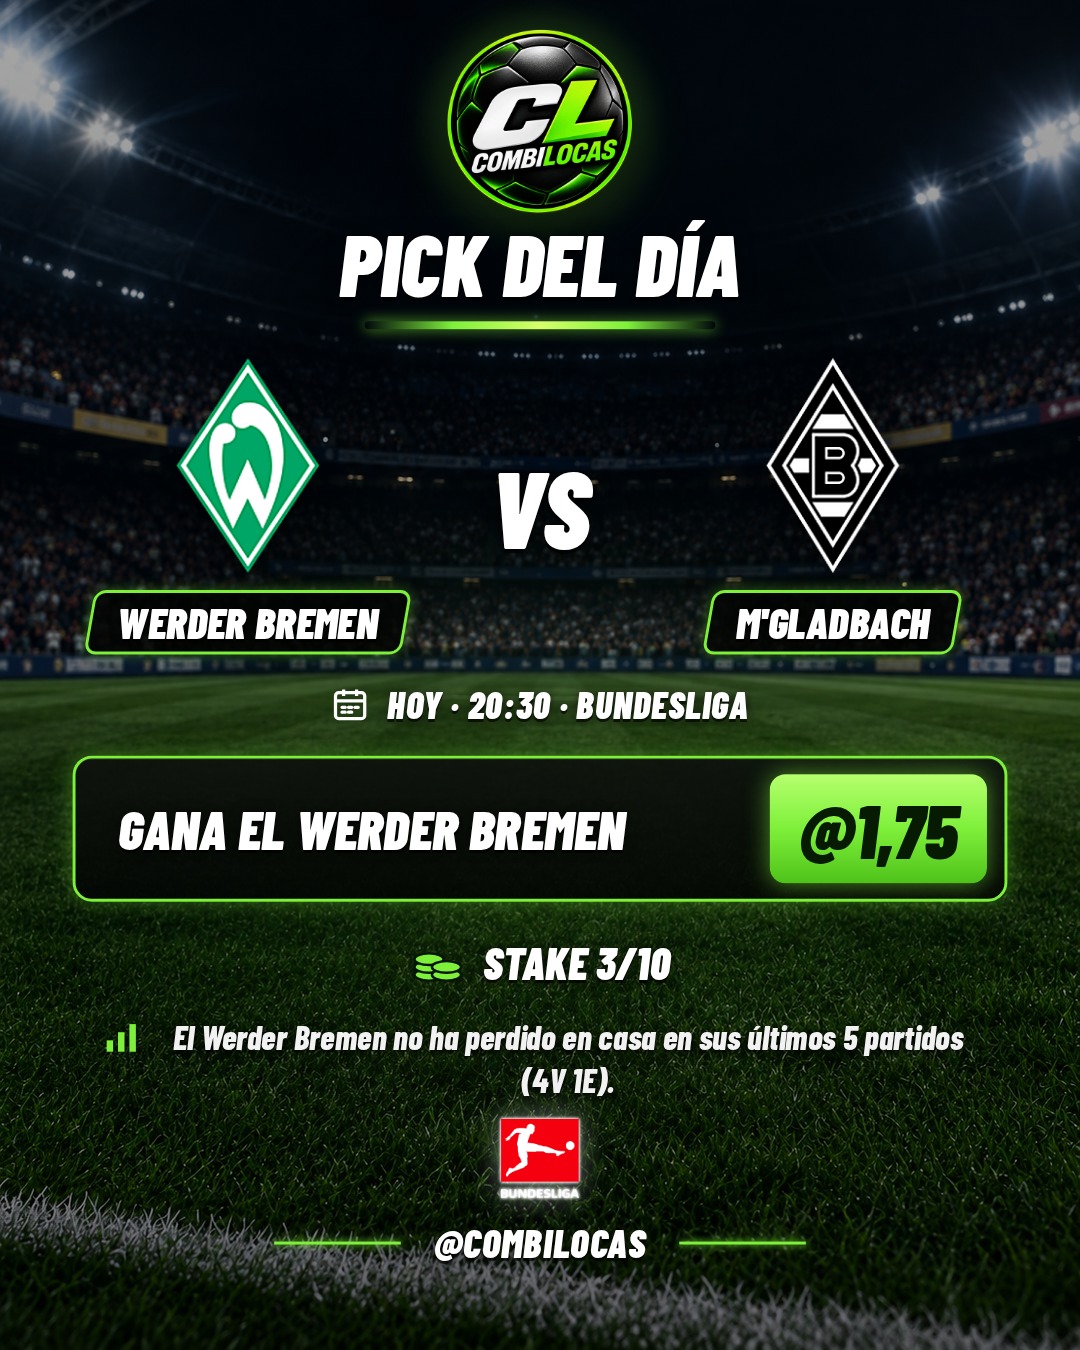 CL
COMBILOCAS
PICK DEL DÍA
VS
B
WERDER BREMEN
M'GLADBACH
HOY · 20:30 · BUNDESLIGA
GANA EL WERDER BREMEN
@1,75
STAKE 3/10
El Werder Bremen no ha perdido en casa en sus últimos 5 partidos
(4V 1E).
BUNDESLIGA
@COMBILOCAS